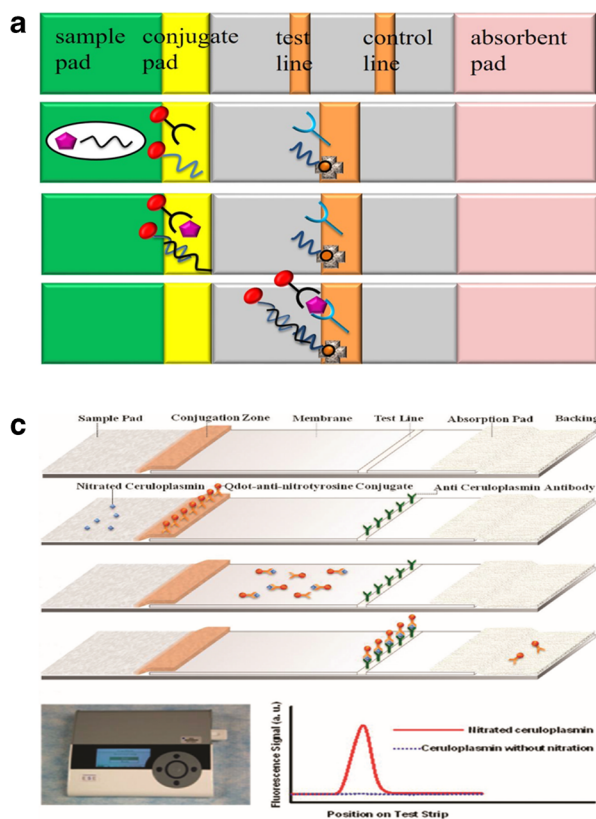 a
sample pad
conjugate pad
test line
control line
absorbent pad
c
Sample Pad
Conjugation Zone
Membrane
Test Line
Absorption Pad
Backing
Nitrated Ceruloplasmin
Qdot-anti-nitrotyrosine Conjugate
Anti Ceruloplasmin Antibody
Fluorescence Signal (a. u.)
Nitrated ceruloplasmin
Ceruloplasmin without nitration
Position on Test Strip